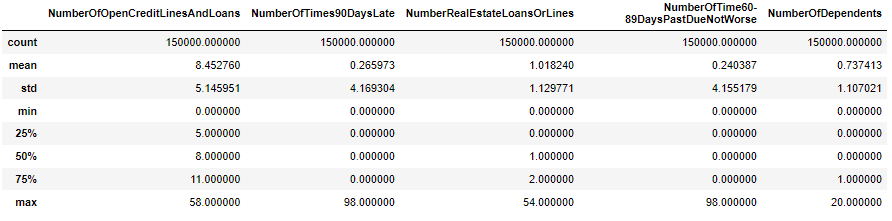 NumberOfOpenCreditLinesAndLoans NumberOfTimes90DaysLate NumberRealEstateLoansOrLines NumberOfTime60-89DaysPastDueNotWorse NumberOfDependents
count 150000.000000 150000.000000 150000.000000 150000.000000 150000.000000
mean 8.452760 0.265973 1.018240 0.240387 0.737413
std 5.145951 4.169304 1.129771 4.155179 1.107021
min 0.000000 0.000000 0.000000 0.000000 0.000000
25% 5.000000 0.000000 0.000000 0.000000 0.000000
50% 8.000000 0.000000 1.000000 0.000000 0.000000
75% 11.000000 0.000000 2.000000 0.000000 1.000000
max 58.000000 98.000000 54.000000 98.000000 20.000000